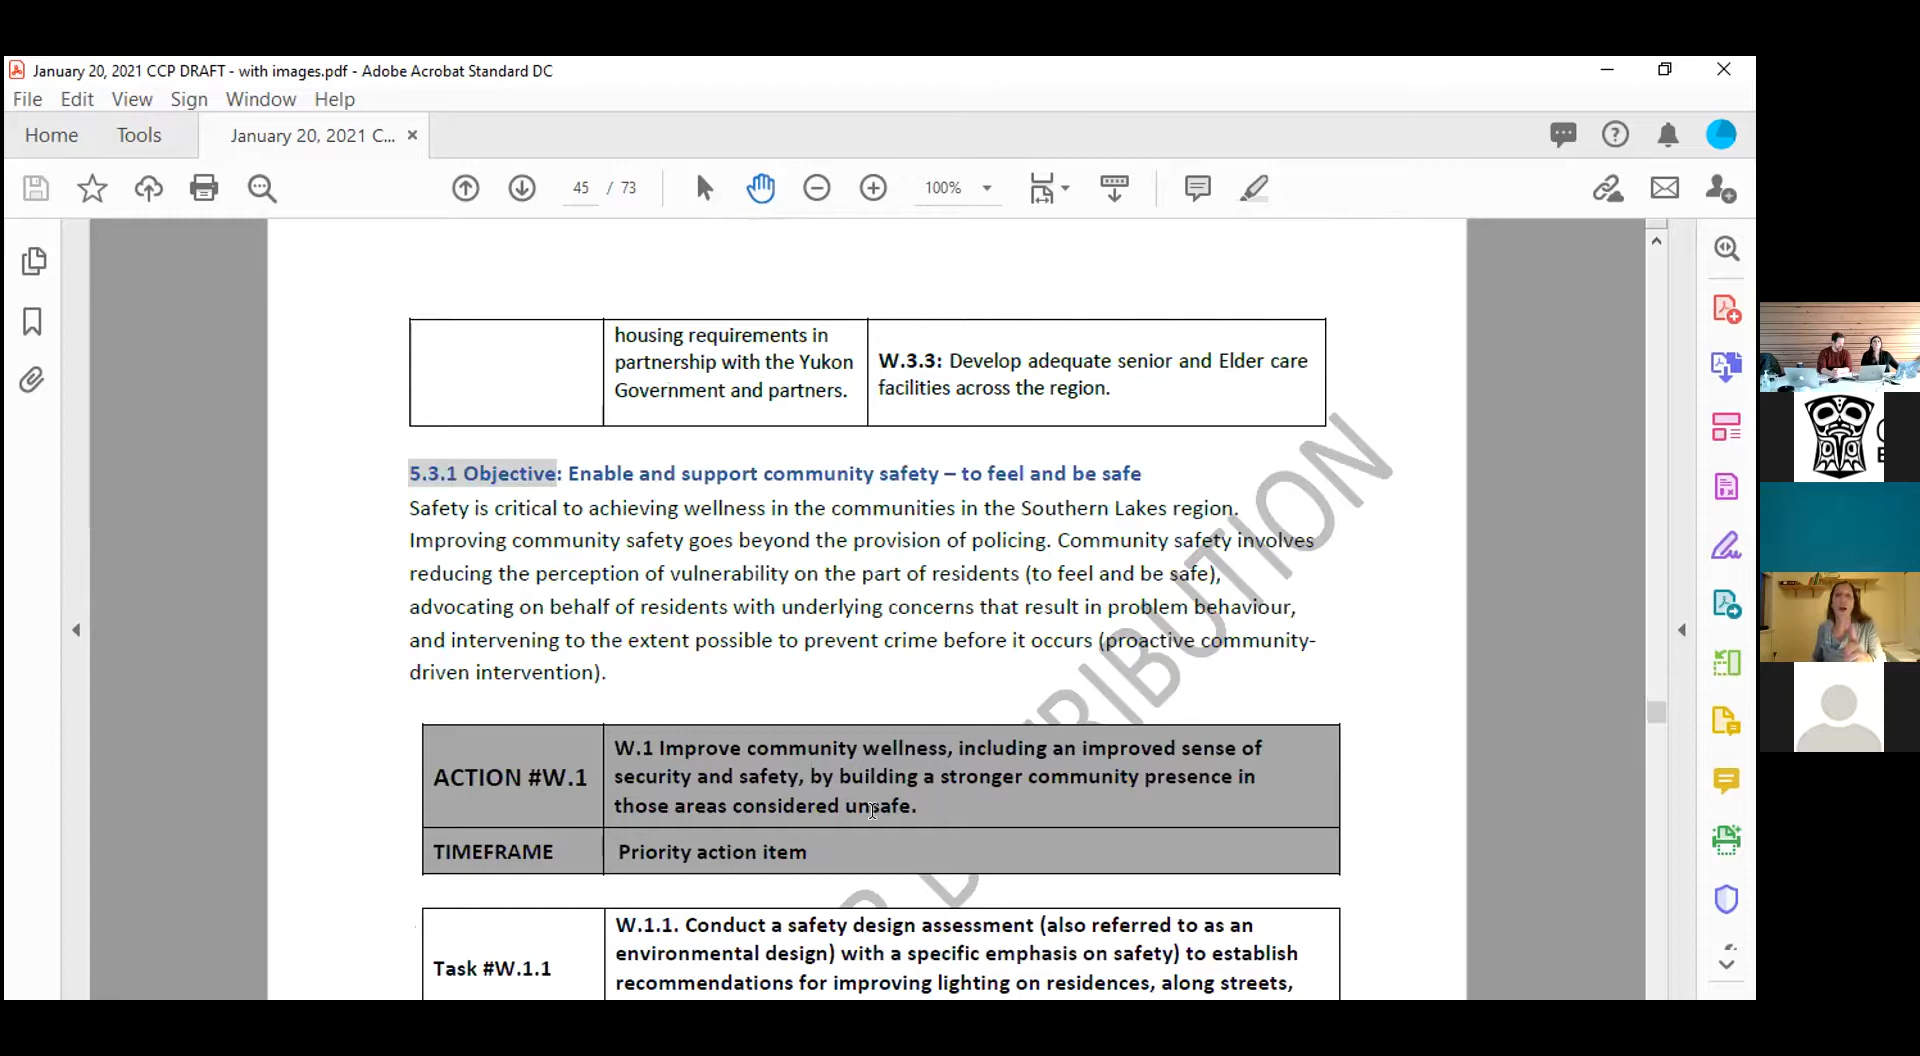 January 20, 2021 CCP DRAFT - with images.pdf - Adobe Acrobat Standard DC
File Edit View Sign Window Help
Home Tools January 20, 2021 C... ×
45 / 73 100%
housing requirements in
partnership with the Yukon
Government and partners.
W.3.3: Develop adequate senior and Elder care
facilities across the region.
5.3.1 Objective: Enable and support community safety – to feel and be safe
Safety is critical to achieving wellness in the communities in the Southern Lakes region.
Improving community safety goes beyond the provision of policing. Community safety involves
reducing the perception of vulnerability on the part of residents (to feel and be safe),
advocating on behalf of residents with underlying concerns that result in problem behaviour,
and intervening to the extent possible to prevent crime before it occurs (proactive community-
driven intervention).
ACTION #W.1
W.1 Improve community wellness, including an improved sense of
security and safety, by building a stronger community presence in
those areas considered unsafe.
TIMEFRAME Priority action item
Task #W.1.1
W.1.1. Conduct a safety design assessment (also referred to as an
environmental design) with a specific emphasis on safety) to establish
recommendations for improving lighting on residences, along streets,